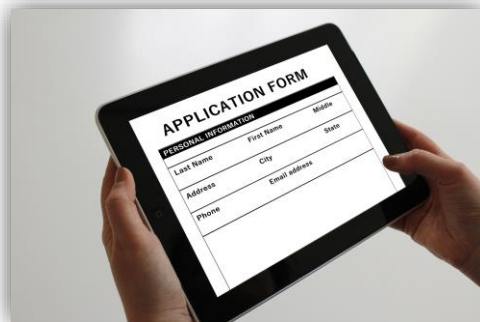 APPLICATION FORM
PERSONAL INFORMATION
Last Name First Name Middle
Address City State
Phone Email address